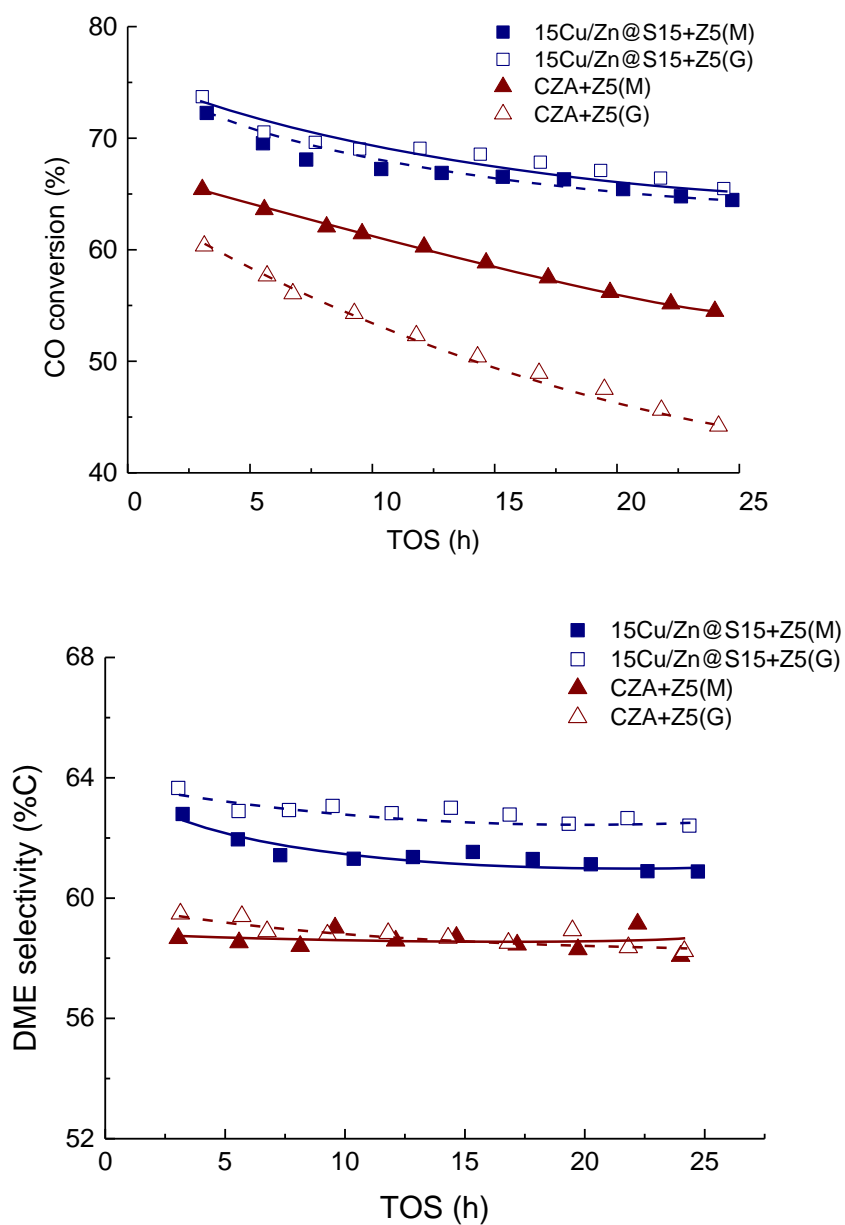 80
70
60
50
40
CO conversion (%)
15Cu/Zn@S15+Z5(M)
15Cu/Zn@S15+Z5(G)
CZA+Z5(M)
CZA+Z5(G)
0 5 10 15 20 25
TOS (h)
15Cu/Zn@S15+Z5(M)
15Cu/Zn@S15+Z5(G)
CZA+Z5(M)
CZA+Z5(G)
68
64
60
56
52
DME selectivity (%C)
0 5 10 15 20 25
TOS (h)